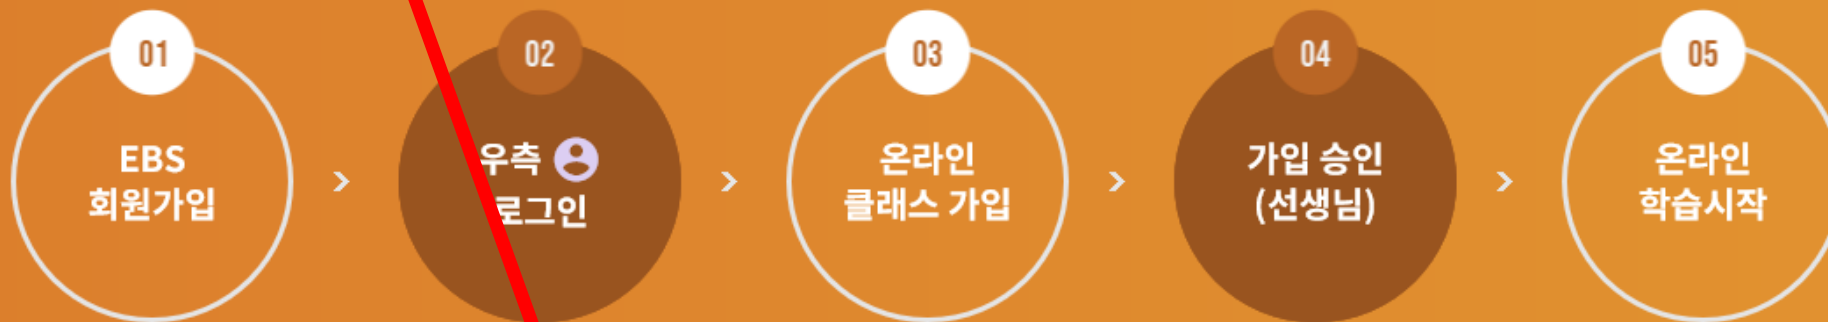 01
EBS
회원가입
02
우측
로그인
03
온라인
클래스 가입
04
가입 승인
(선생님)
05
온라인
학습시작